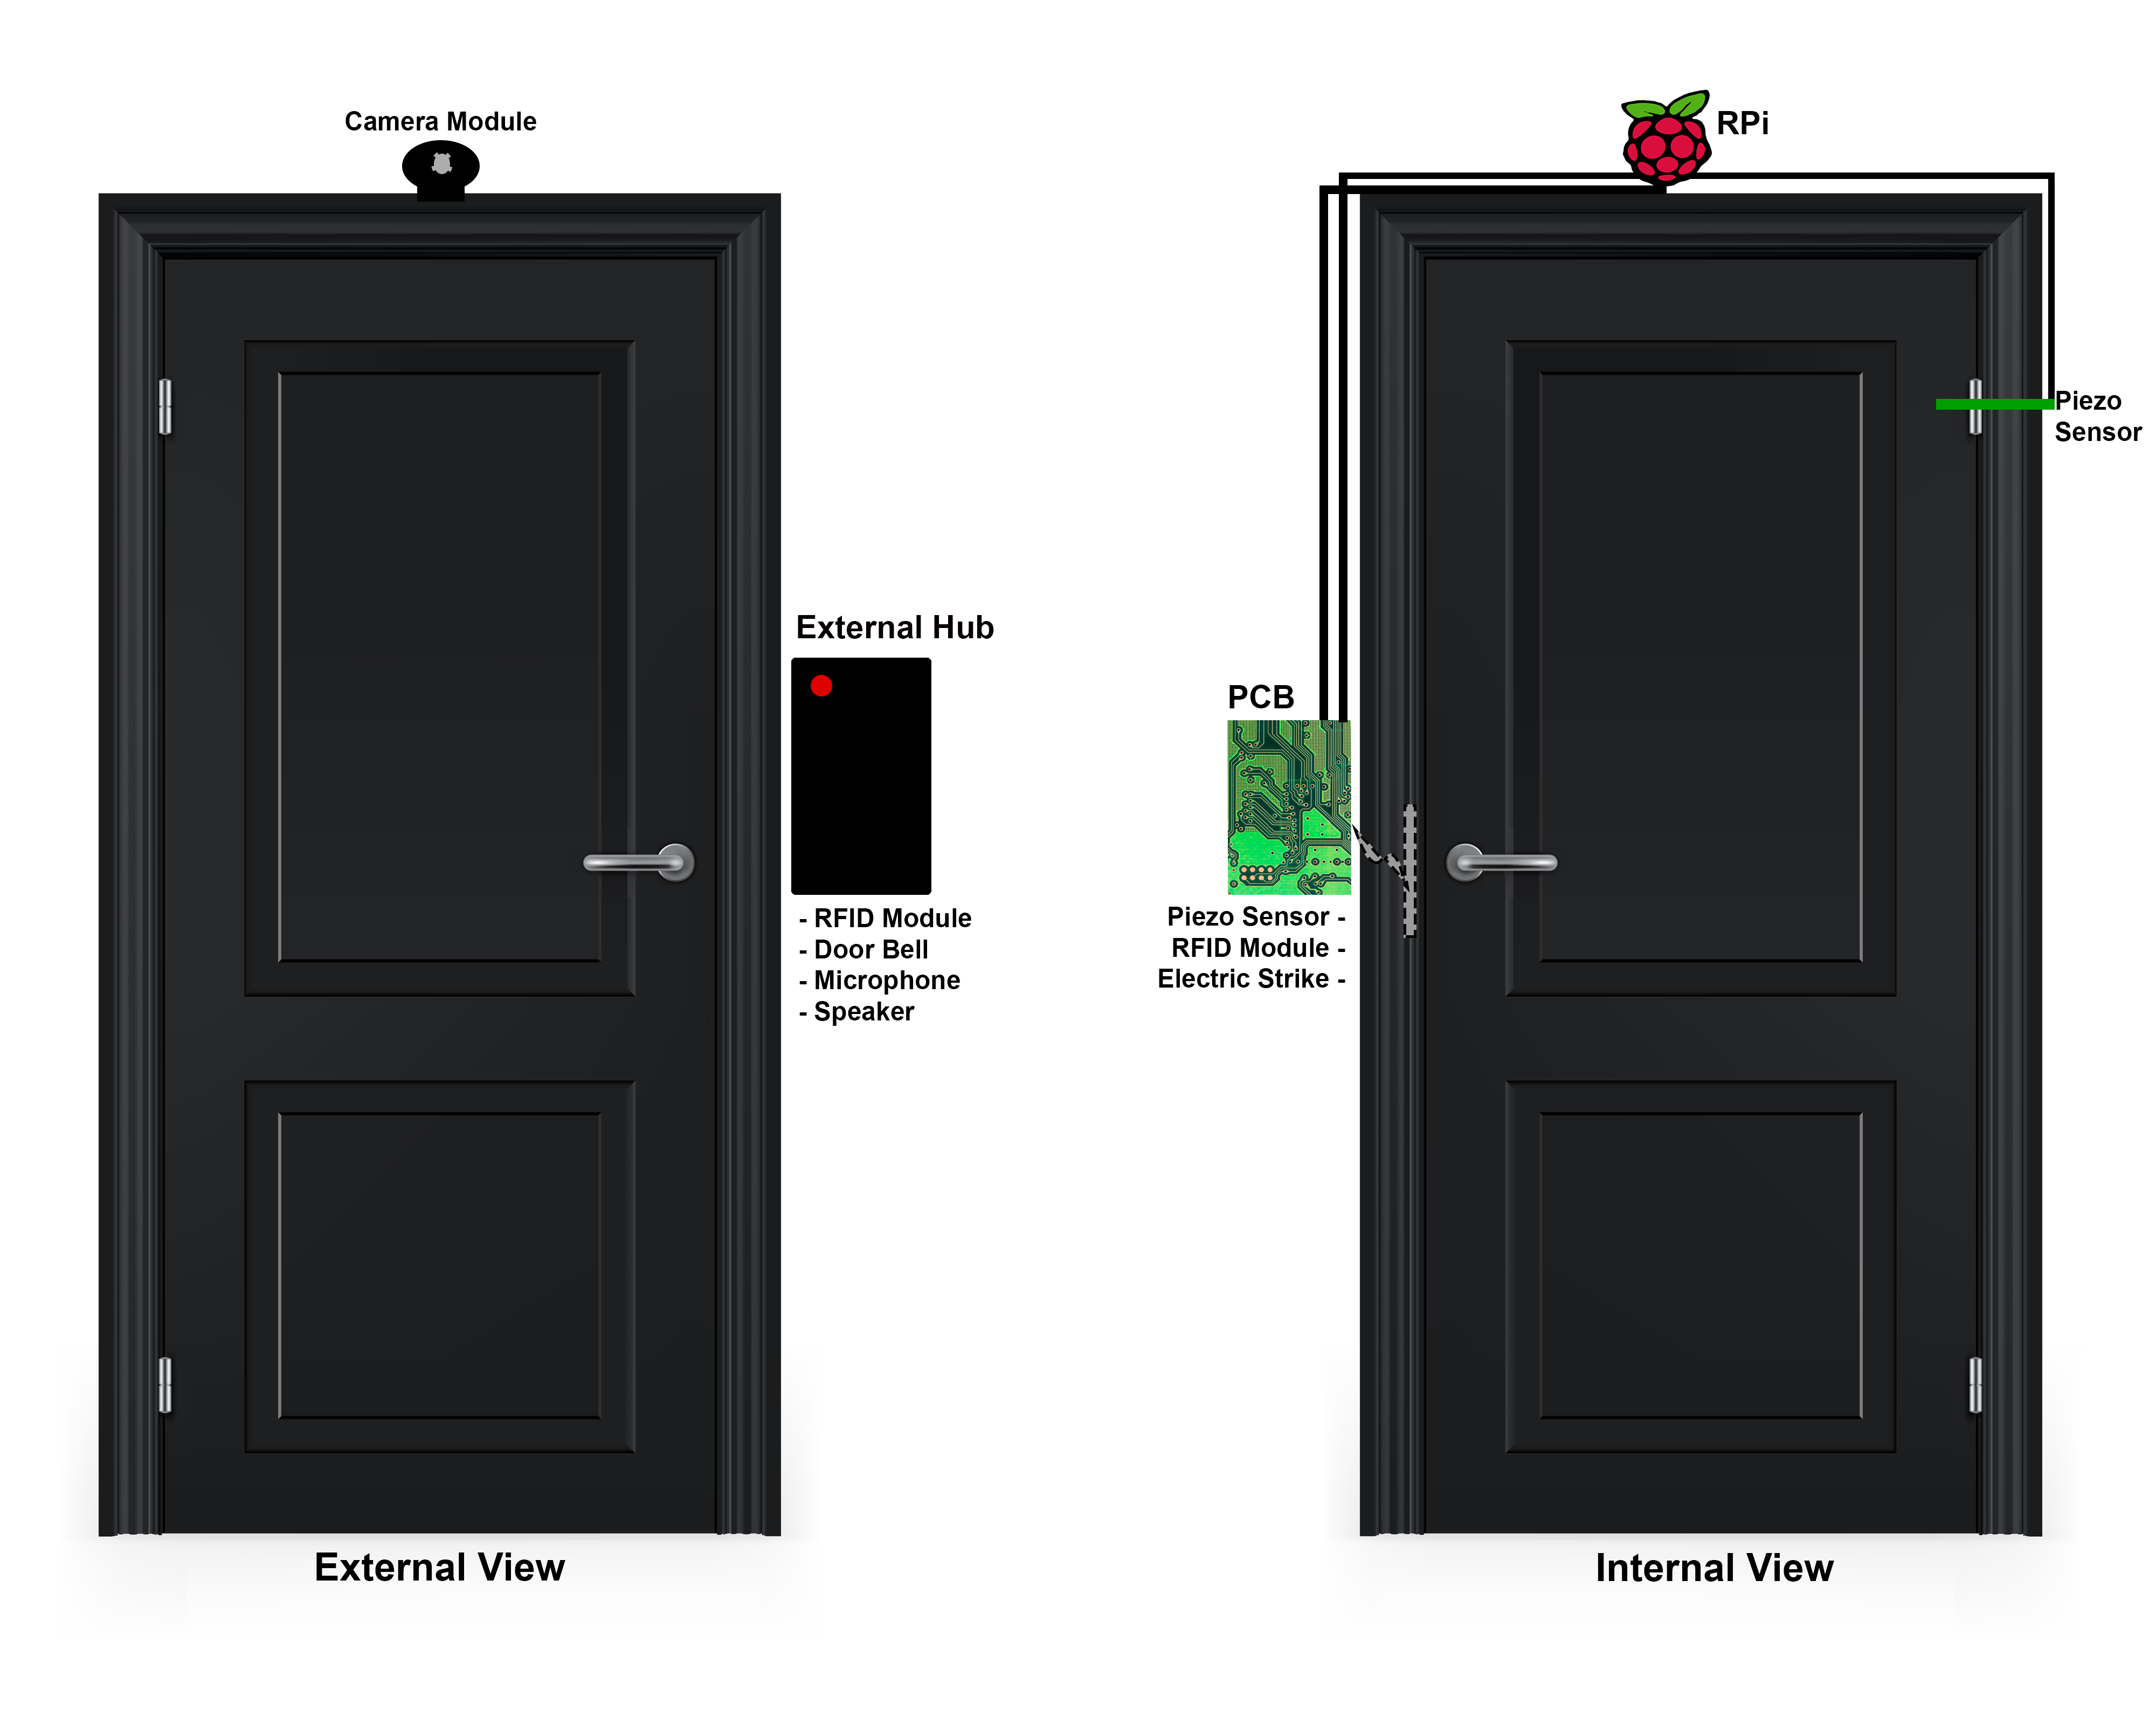 Camera Module
External Hub
- RFID Module
- Door Bell
- Microphone
- Speaker
External View
RPi
Piezo
Sensor
PCB
Piezo Sensor -
RFID Module -
Electric Strike -
Internal View